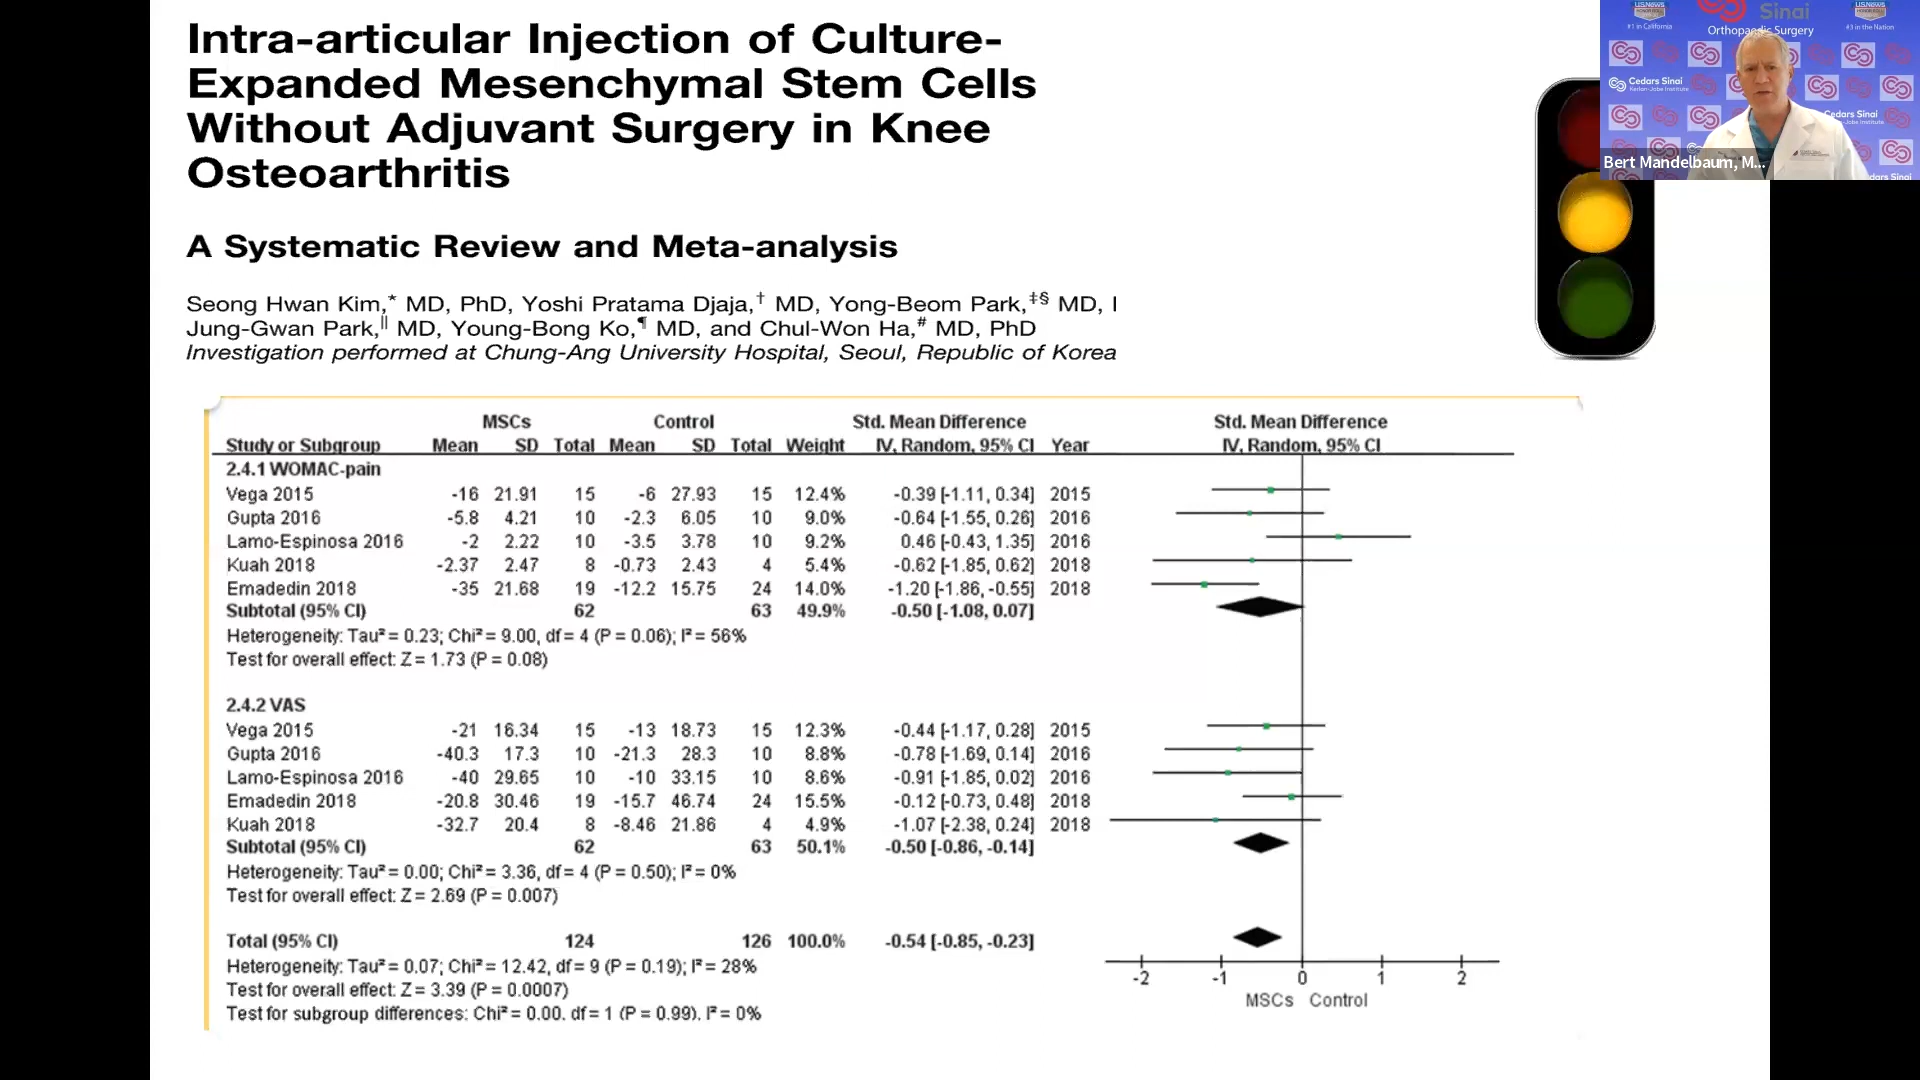 Intra-articular Injection of Culture-
Expanded Mesenchymal Stem Cells
Without Adjuvant Surgery in Knee
Osteoarthritis
A Systematic Review and Meta-analysis
Seong Hwan Kim,* MD, PhD, Yoshi Pratama Djaja,† MD, Yong-Beom Park,‡§ MD, I
Jung-Gwan Park,|| MD, Young-Bong Ko,¶ MD, and Chul-Won Ha,# MD, PhD
Investigation performed at Chung-Ang University Hospital, Seoul, Republic of Korea
MSCs Control Std. Mean Difference Std. Mean Difference
Study or Subgroup Mean SD Total Mean SD Total Weight IV, Random, 95% CI Year IV, Random, 95% CI
2.4.1 WOMAC-pain
Vega 2015 -16 21.91 15 -6 27.93 15 12.4% -0.39 [-1.11, 0.34] 2015
Gupta 2016 -5.8 4.21 10 -2.3 6.05 10 9.0% -0.64 [-1.55, 0.26] 2016
Lamo-Espinosa 2016 -2 2.22 10 -3.5 3.78 10 9.2% 0.46 [-0.43, 1.35] 2016
Kuah 2018 -2.37 2.47 8 -0.73 2.43 4 5.4% -0.62 [-1.85, 0.62] 2018
Emadedin 2018 -35 21.68 19 -12.2 15.75 24 14.0% -1.20 [-1.86, -0.55] 2018
Subtotal (95% CI) 62 63 49.9% -0.50 [-1.08, 0.07]
Heterogeneity: Tau² = 0.23; Chi² = 9.00, df = 4 (P = 0.06); I² = 56%
Test for overall effect: Z = 1.73 (P = 0.08)
2.4.2 VAS
Vega 2015 -21 16.34 15 -13 18.73 15 12.3% -0.44 [-1.17, 0.28] 2015
Gupta 2016 -40.3 17.3 10 -21.3 28.3 10 8.8% -0.78 [-1.69, 0.14] 2016
Lamo-Espinosa 2016 -40 29.65 10 -10 33.15 10 8.6% -0.91 [-1.85, 0.02] 2016
Emadedin 2018 -20.8 30.46 19 -15.7 46.74 24 15.5% -0.12 [-0.73, 0.48] 2018
Kuah 2018 -32.7 20.4 8 -8.46 21.86 4 4.9% -1.07 [-2.38, 0.24] 2018
Subtotal (95% CI) 62 63 50.1% -0.50 [-0.86, -0.14]
Heterogeneity: Tau² = 0.00; Chi² = 3.36, df = 4 (P = 0.50); I² = 0%
Test for overall effect: Z = 2.69 (P = 0.007)
Total (95% CI) 124 126 100.0% -0.54 [-0.85, -0.23]
Heterogeneity: Tau² = 0.07; Chi² = 12.42, df = 9 (P = 0.19); I² = 28%
Test for overall effect: Z = 3.39 (P = 0.0007)
Test for subgroup differences: Chi² = 0.00, df = 1 (P = 0.99), I² = 0%
-2 -1 0 1 2
MSCs Control
Sinai
Orthopaedic Surgery
USNews
#1 in California
USNews
#3 in the Nation
Cedars Sinai
Kerlan-Jobe Institute
Cedars Sinai
Bert Mandelbaum, M...